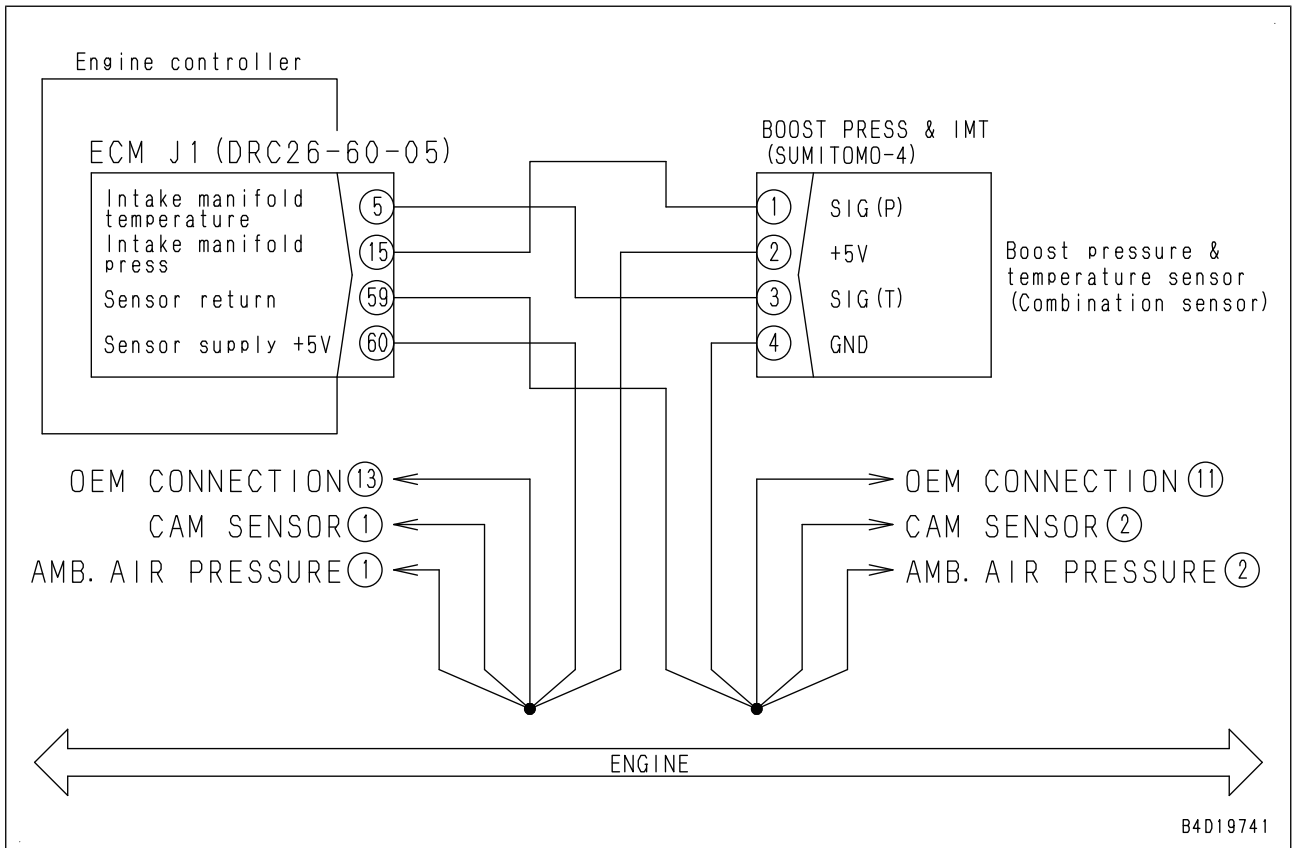 Engine controller
ECM J1(DRC26-60-05)
Intake manifold
temperature
5
Intake manifold
press
15
Sensor return
59
Sensor supply +5V
60
BOOST PRESS & IMT
(SUMITOMO-4)
1
SIG(P)
2
+5V
3
SIG(T)
4
GND
Boost pressure &
temperature sensor
(Combination sensor)
OEM CONNECTION 13
CAM SENSOR 1
AMB. AIR PRESSURE 1
OEM CONNECTION 11
CAM SENSOR 2
AMB. AIR PRESSURE 2
ENGINE
B4D19741